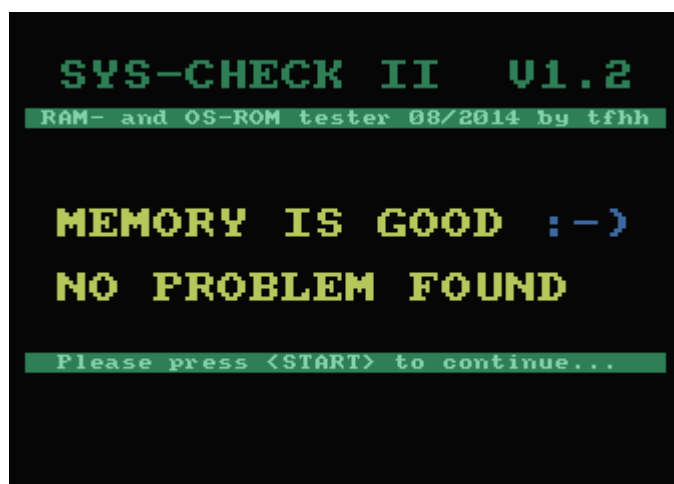 SYS-CHECK II V1.2
RAM- and OS-ROM tester 08/2014 by tfhh
MEMORY IS GOOD :-)
NO PROBLEM FOUND
Please press <START> to continue...